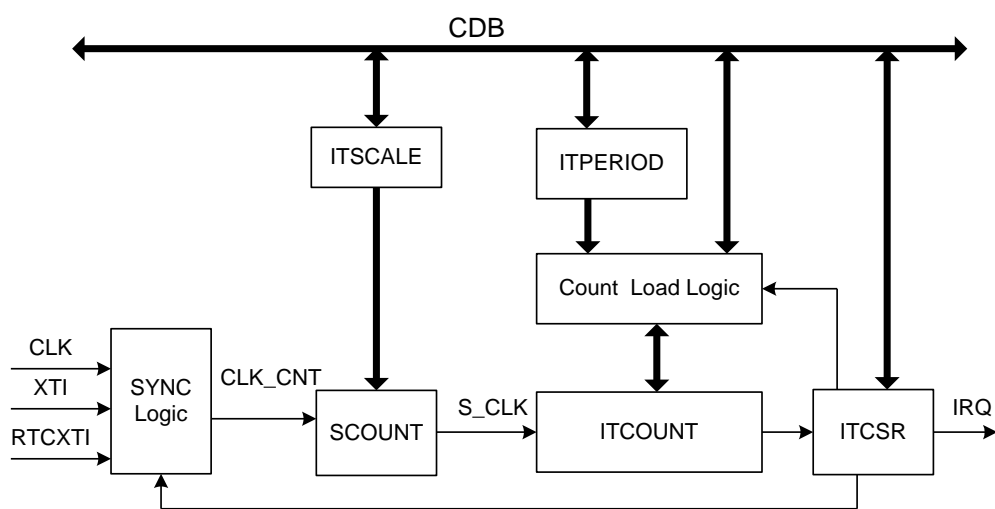 CDB
ITSCALE
ITPERIOD
Count Load Logic
CLK
XTI
RTCXTI
SYNC
Logic
CLK_CNT
SCOUNT
S_CLK
ITCOUNT
ITCSR
IRQ